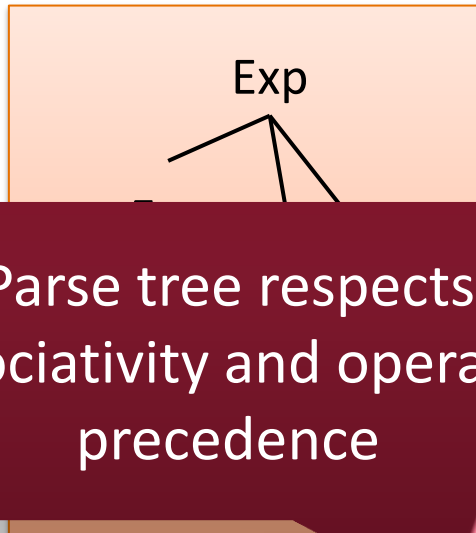 Exp
Parse tree respects
ociativity and opera
precedence